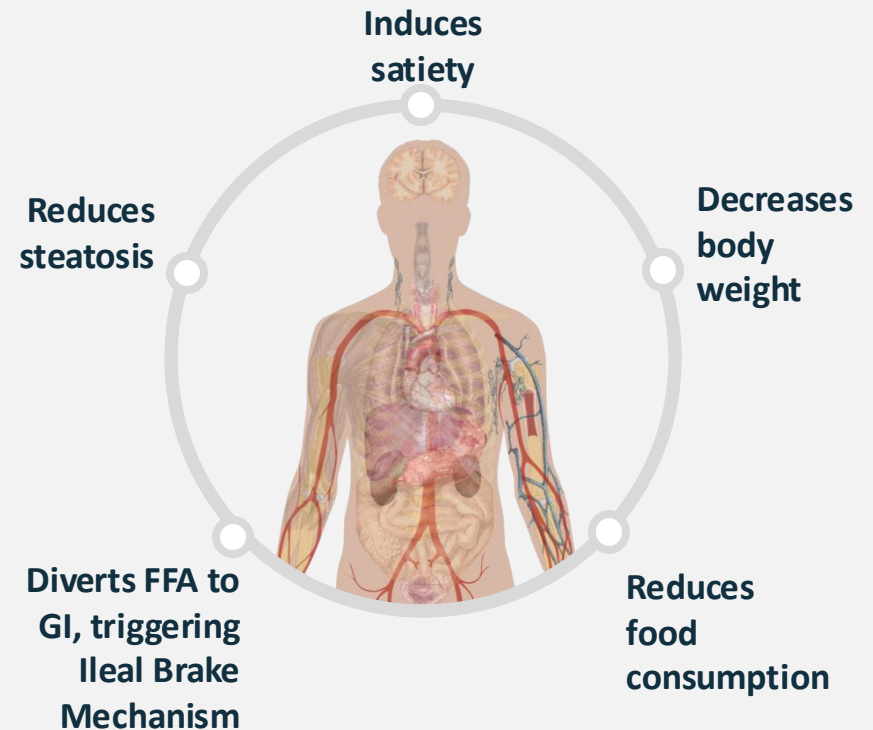 Induces
satiety
Decreases
body
weight
Reduces
food
consumption
Diverts FFA to
GI, triggering
Ileal Brake
Mechanism
Reduces
steatosis